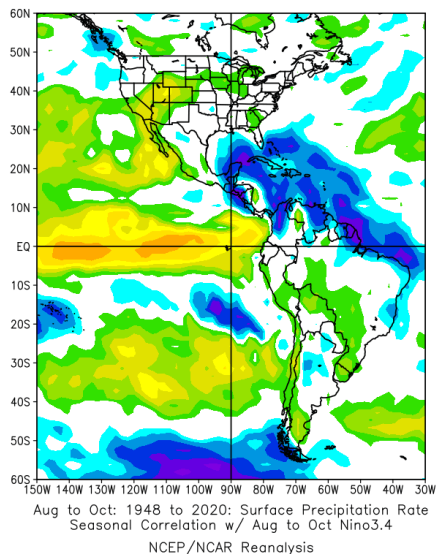 60N
50N
40N
30N
20N
10N
EQ
10S
20S
30S
40S
50S
60S
150W 140W 130W 120W 110W 100W 90W 80W 70W 60W 50W 40W 30W
Aug to Oct: 1948 to 2020: Surface Precipitation Rate
Seasonal Correlation w/ Aug to Oct Nino3.4
NCEP/NCAR Reanalysis